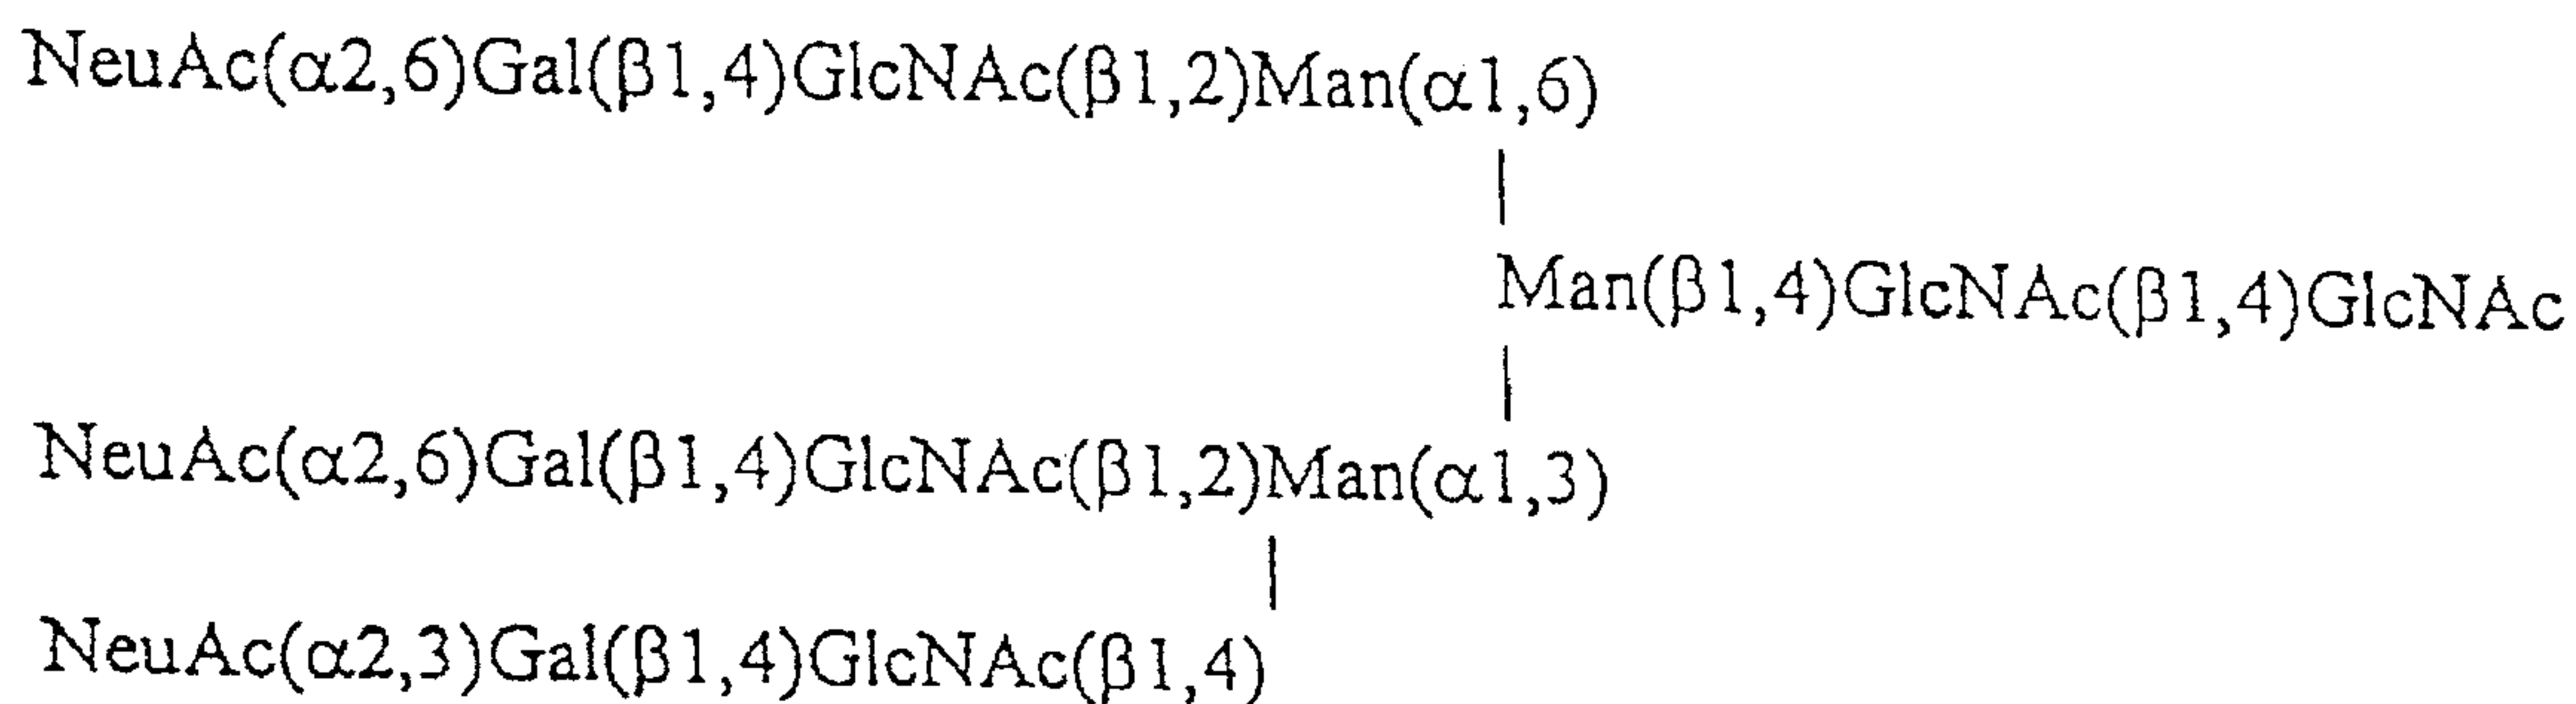 NeuAc(α2,6)Gal(β1,4)GlcNAc(β1,2)Man(α1,6)
Man(β1,4)GlcNAc(β1,4)GlcNAc
NeuAc(α2,6)Gal(β1,4)GlcNAc(β1,2)Man(α1,3)
NeuAc(α2,3)Gal(β1,4)GlcNAc(β1,4)